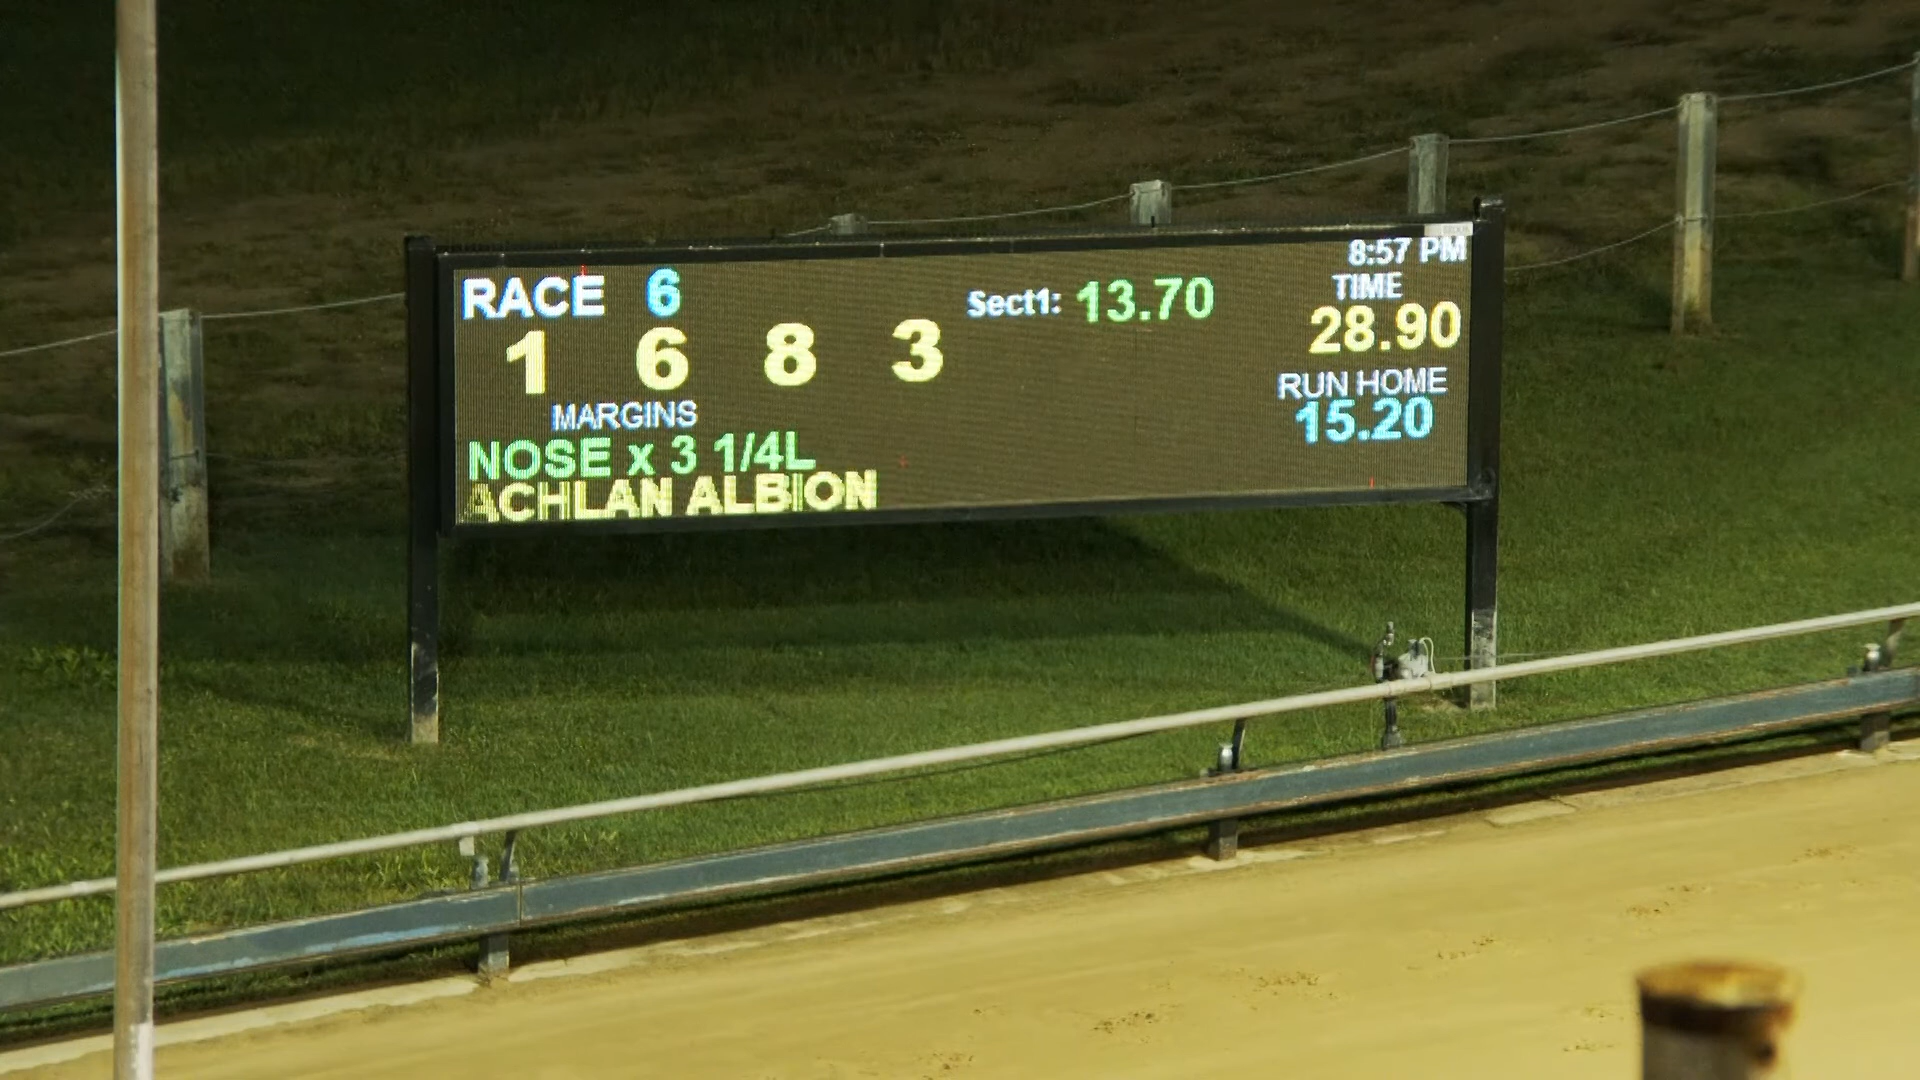 8:57 PM
RACE 6 Sect1: 13.70 TIME
1 6 8 3 28.90
MARGINS RUN HOME
NOSE x 3 1/4L 15.20
ACHLAN ALBION